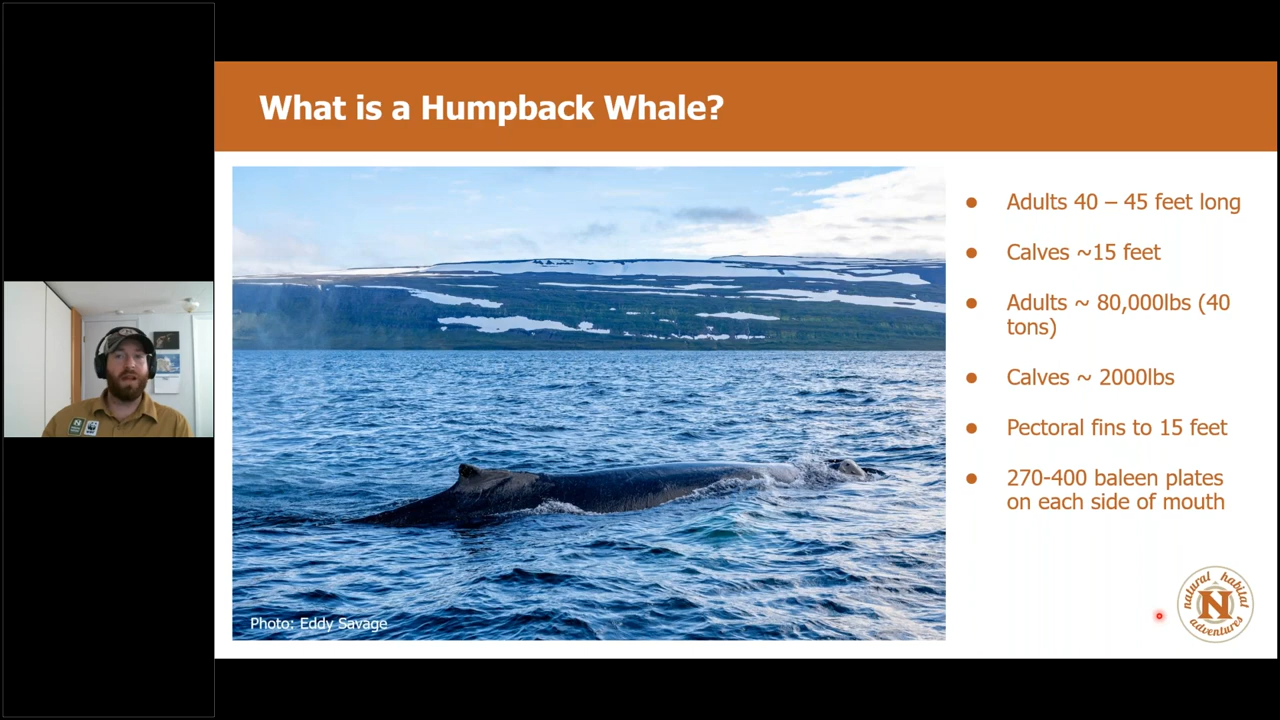 What is a Humpback Whale?
● Adults 40 – 45 feet long
● Calves ~15 feet
● Adults ~ 80,000lbs (40
tons)
● Calves ~ 2000lbs
● Pectoral fins to 15 feet
● 270-400 baleen plates
on each side of mouth
Photo: Eddy Savage
natural habitat
N
adventures